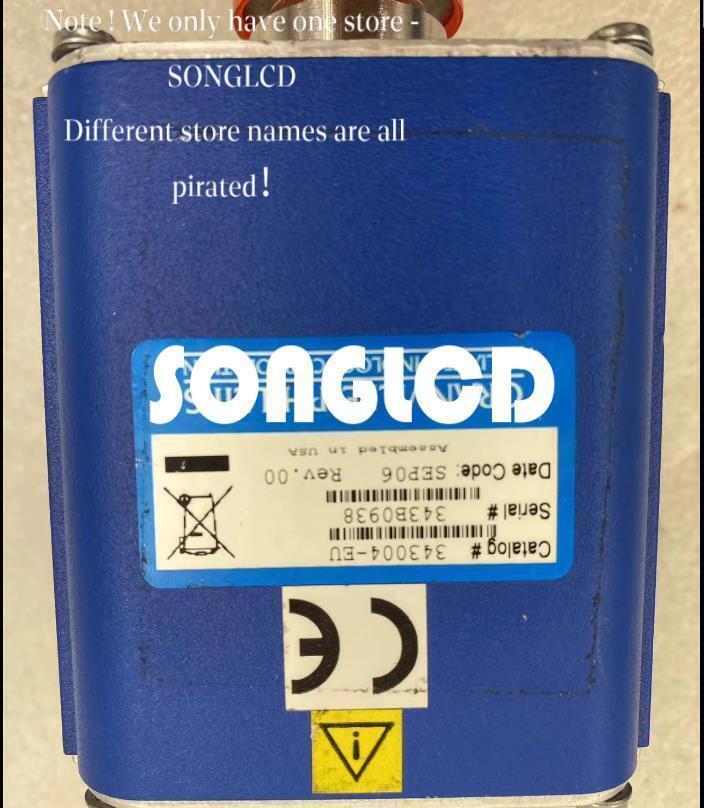 Note ! We only have one store -
SONGLCD
Different store names are all
pirated!
SONGLCD
Catalog # 343004-EU
Serial # 343B0938
Date Code: SEP06 Rev.00
Assembled in USA
CE
i